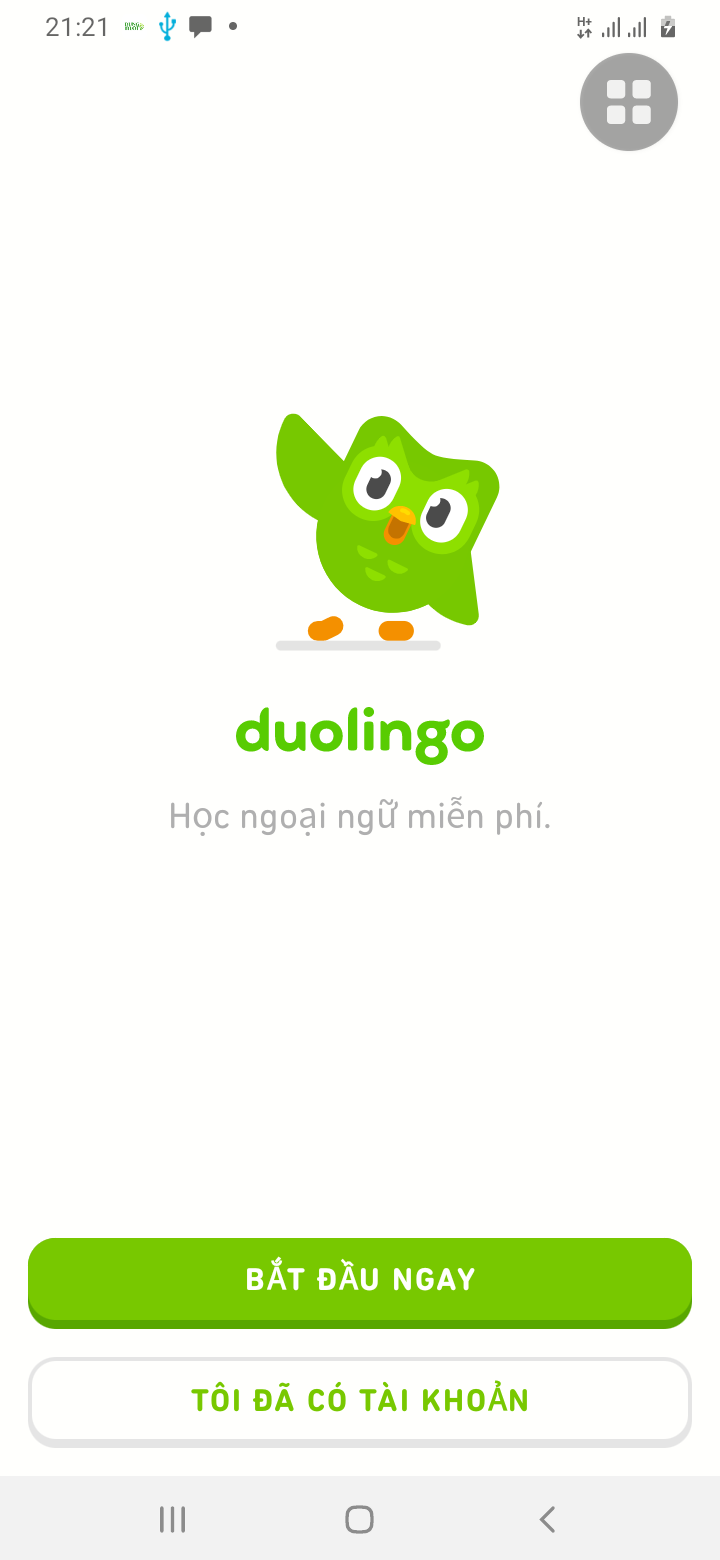 21:21
H+
duolingo
Học ngoại ngữ miễn phí.
BẮT ĐẦU NGAY
TÔI ĐÃ CÓ TÀI KHOẢN